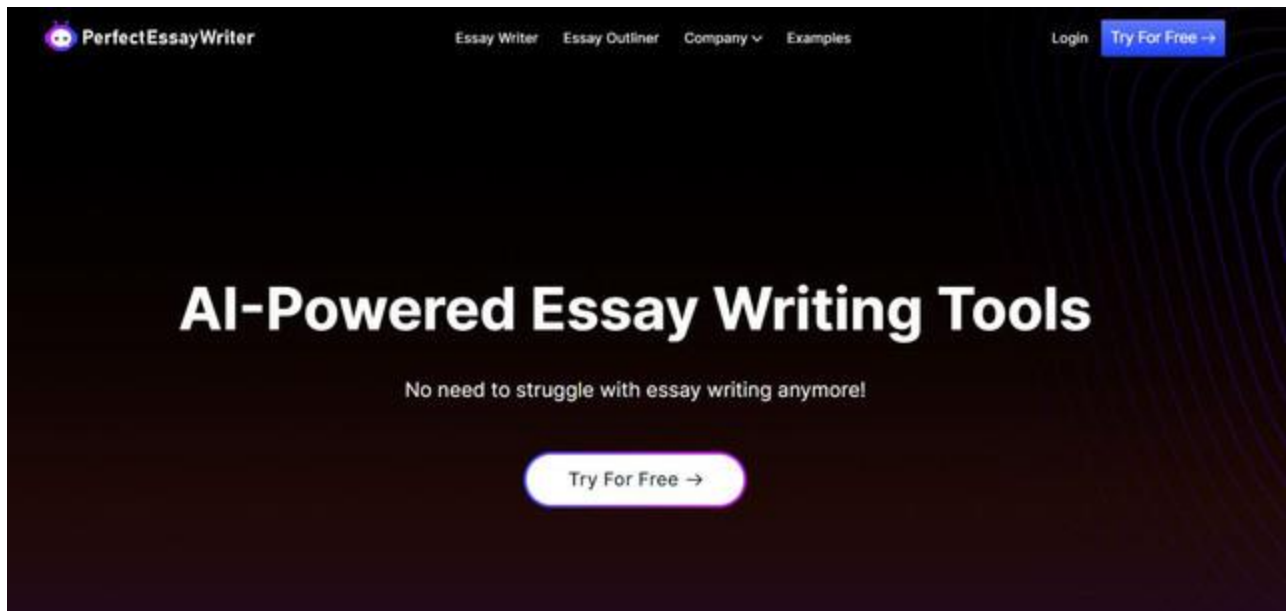 PerfectEssayWriter
Essay Writer Essay Outliner Company Examples
Login Try For Free →
AI-Powered Essay Writing Tools
No need to struggle with essay writing anymore!
Try For Free →